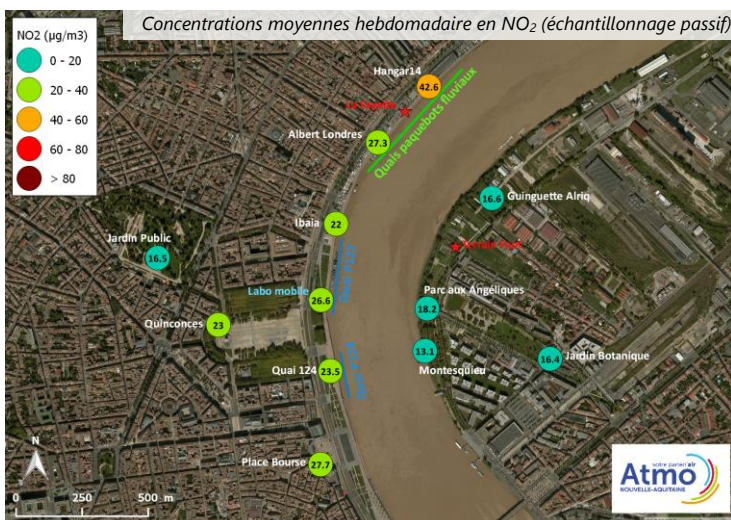 Concentrations moyennes hebdomadaire en NO₂ (échantillonnage passif)
NO2 (µg/m3)
0 - 20
20 - 40
40 - 60
60 - 80
> 80
Hangar14
42.6
Quais paquebots fluviaux
Albert Londres
27.3
Guinguette Alriq
16.6
Ibaia
22
Jardin Public
16.5
Labo mobile
26.6
Parc aux Angéliques
18.2
Quinconces
23
13.1
Montesquieu
16.4
Jardin Botanique
Quai 124
23.5
Place Bourse
27.7
N
0 250 500 m
votre parten'air
Atmo
NOUVELLE-AQUITAINE